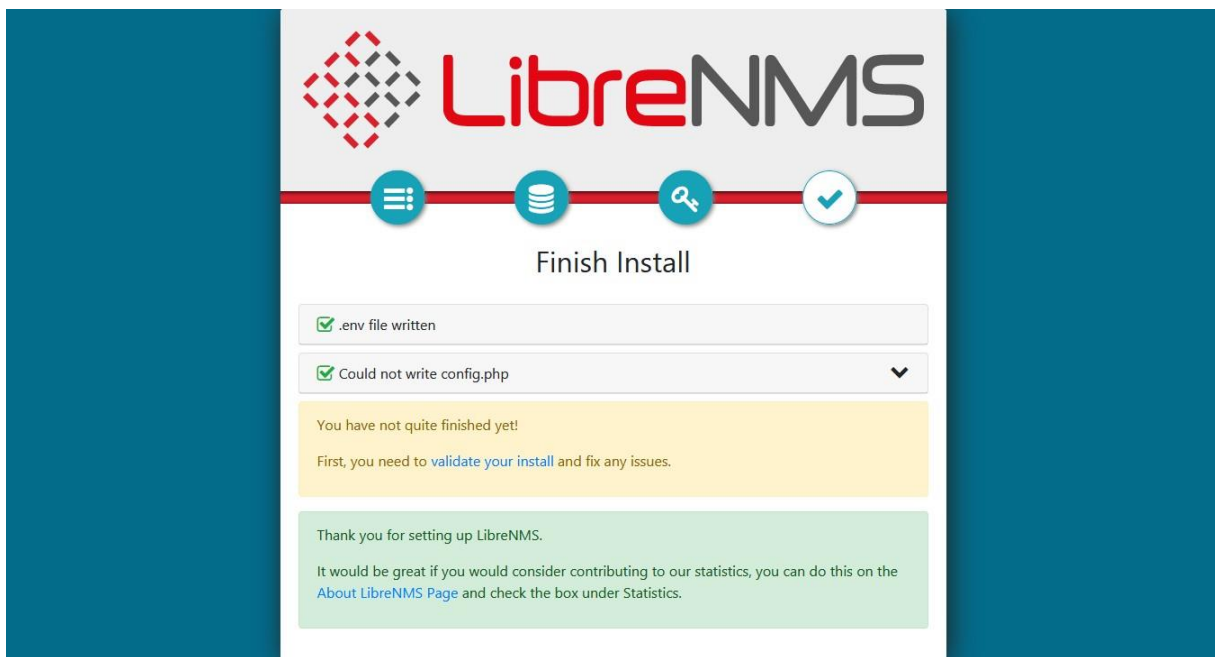 LibreNMS
Finish Install
.env file written
Could not write config.php
You have not quite finished yet!
First, you need to validate your install and fix any issues.
Thank you for setting up LibreNMS.
It would be great if you would consider contributing to our statistics, you can do this on the
About LibreNMS Page and check the box under Statistics.